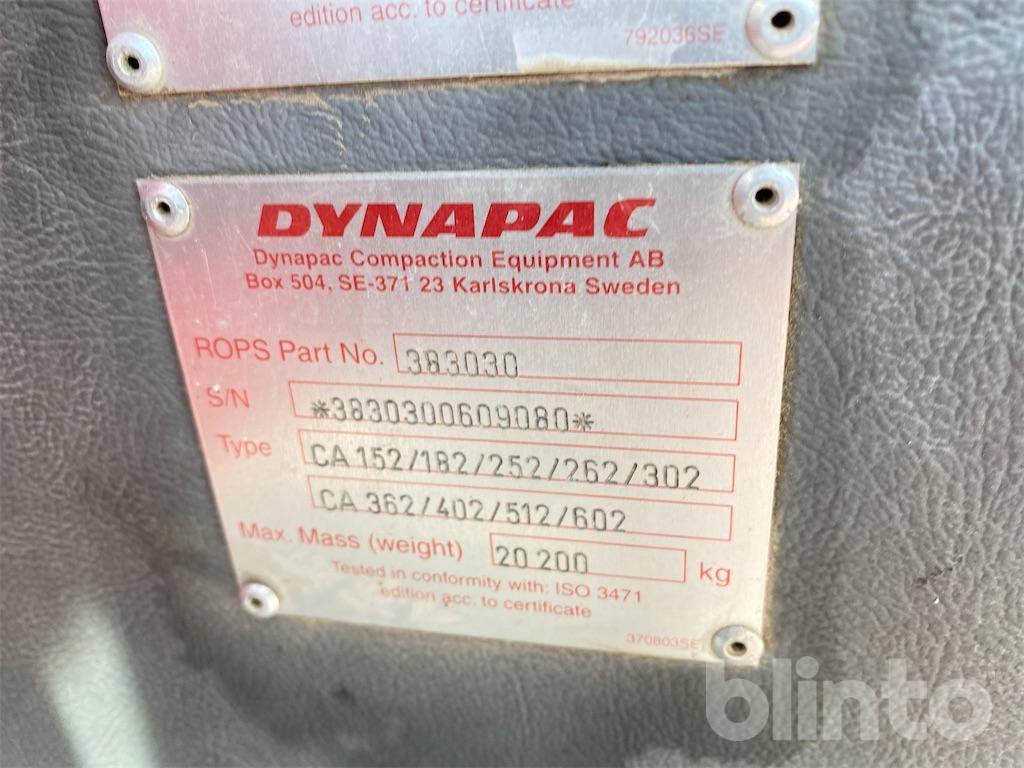 edition acc. to certificate
792036SE
DYNAPAC
Dynapac Compaction Equipment AB
Box 504, SE-371 23 Karlskrona Sweden
ROPS Part No. 383030
S/N *3830300609080*
Type CA 152/182/252/262/302
CA 362/402/512/602
Max. Mass (weight) 20 200 kg
Tested in conformity with: ISO 3471
edition acc. to certificate
370803SE
blinto